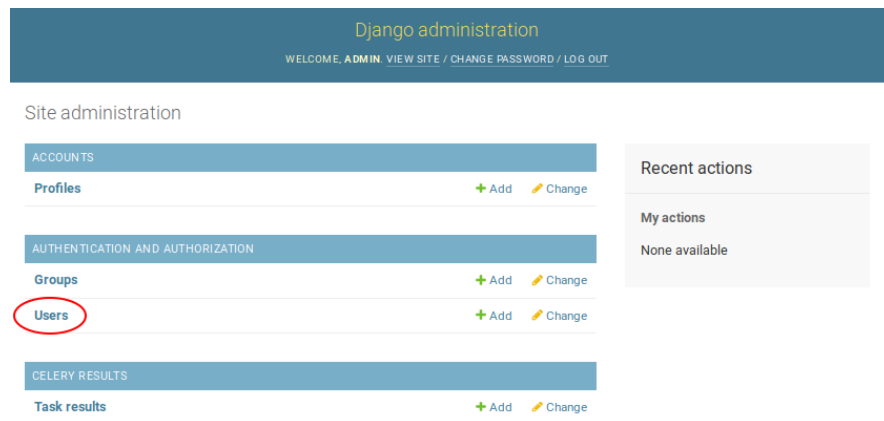 Django administration
WELCOME, ADMIN. VIEW SITE / CHANGE PASSWORD / LOG OUT
Site administration
ACCOUNTS
Profiles Add Change
AUTHENTICATION AND AUTHORIZATION
Groups Add Change
Users Add Change
CELERY RESULTS
Task results Add Change
Recent actions
My actions
None available